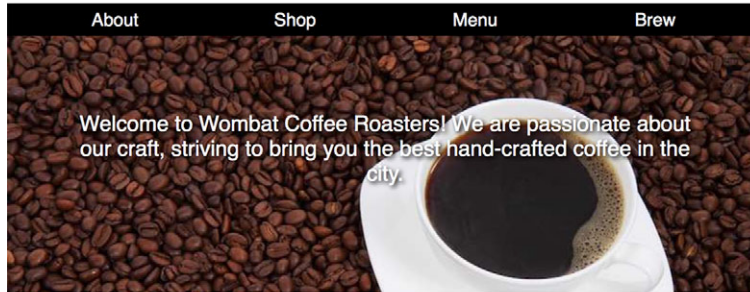 About Shop Menu Brew
Welcome to Wombat Coffee Roasters! We are passionate about
our craft, striving to bring you the best hand-crafted coffee in the
city.